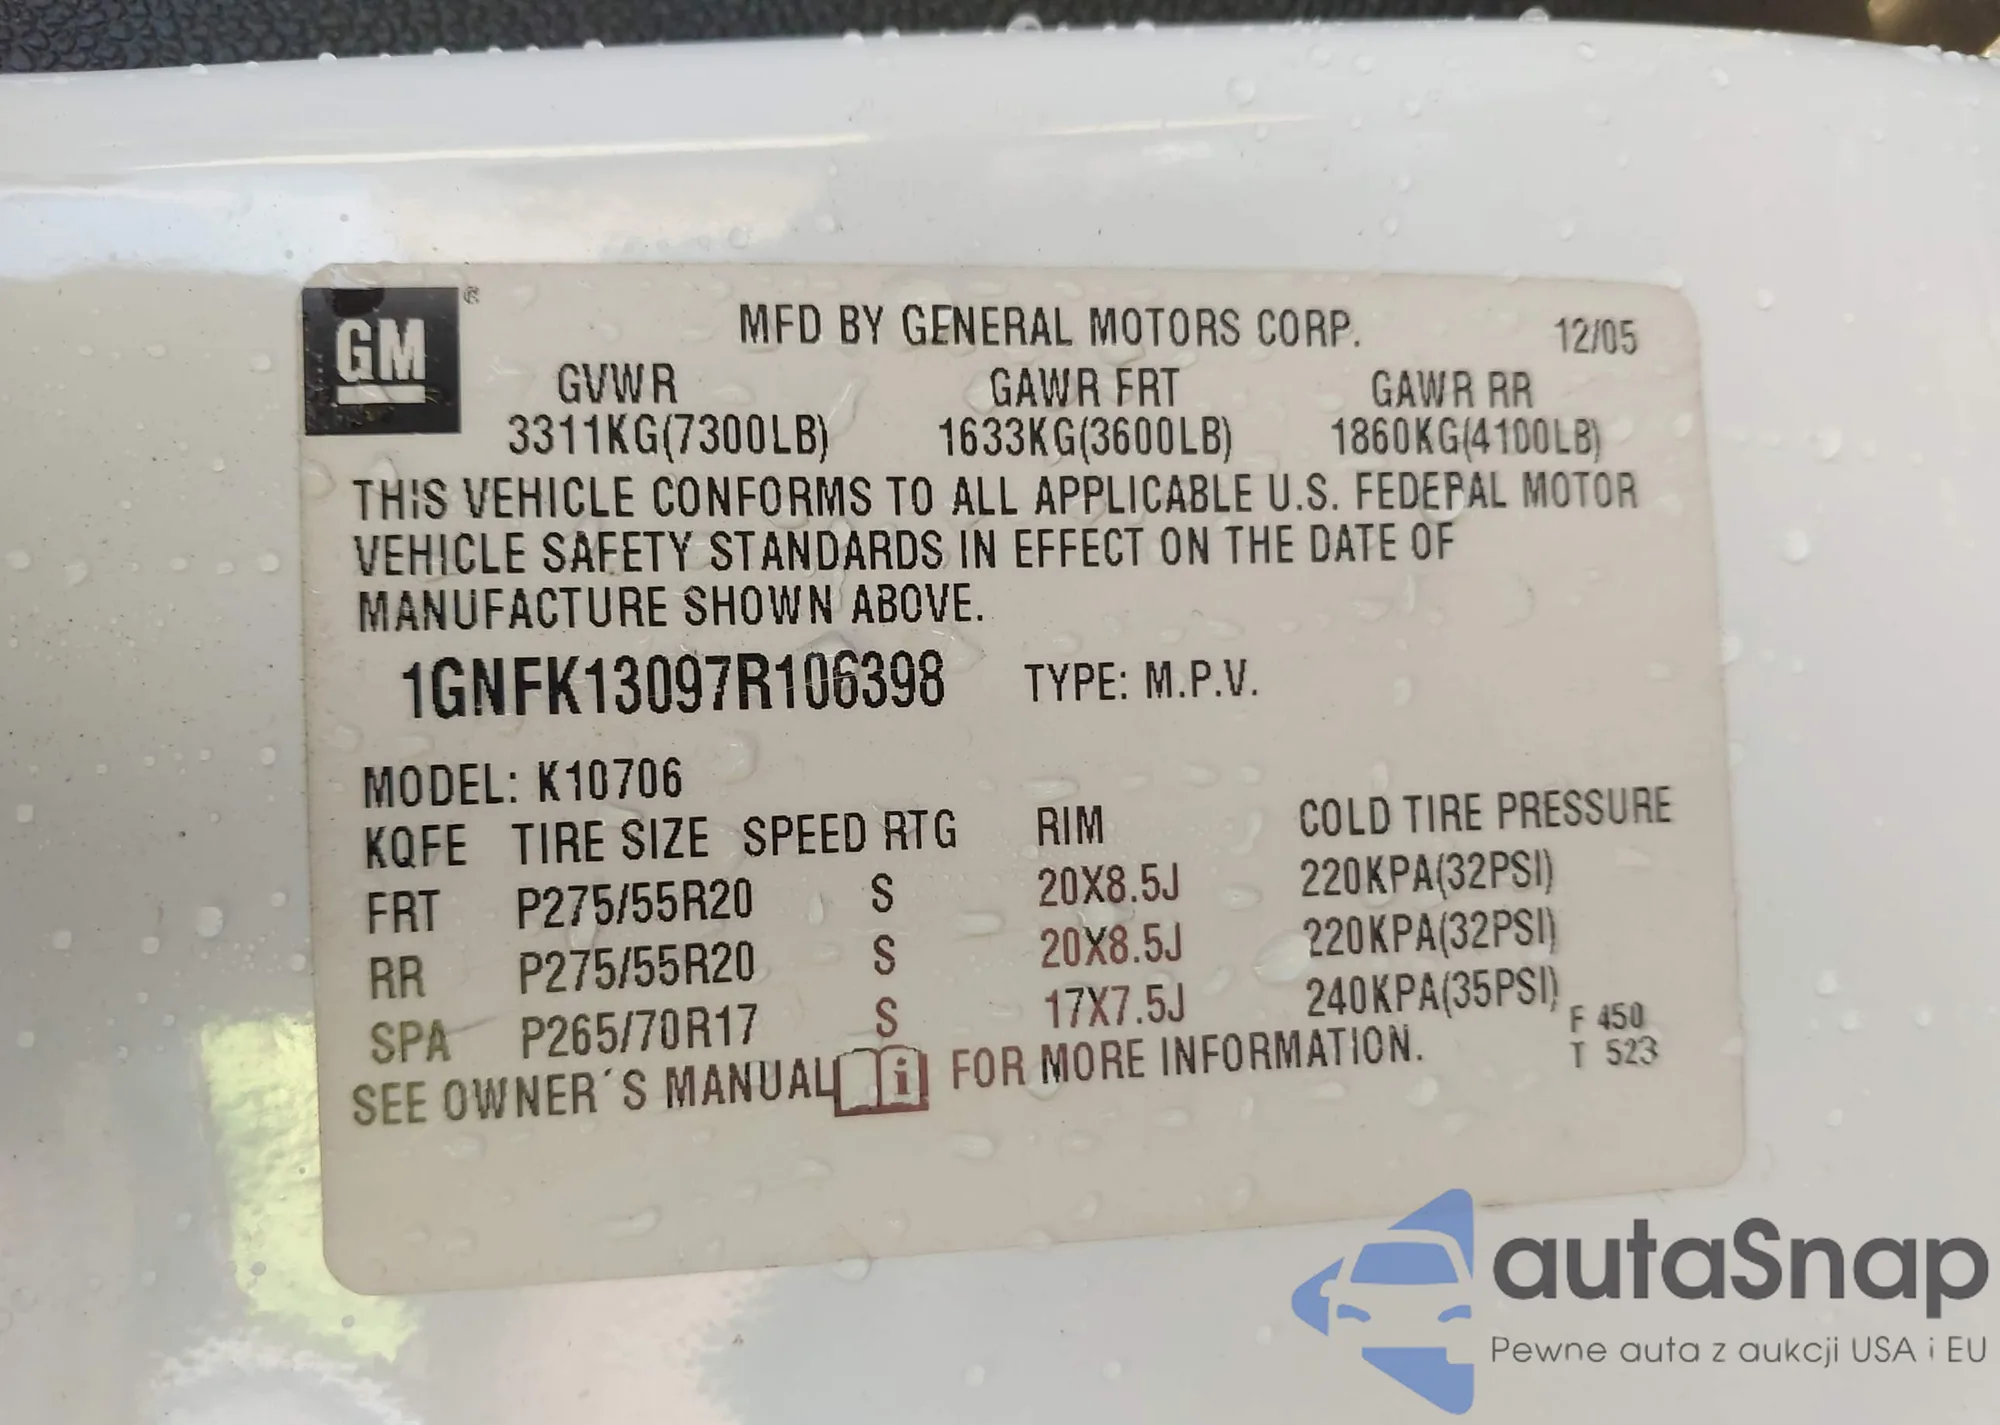 GM ®
MFD BY GENERAL MOTORS CORP. 12/05
GVWR GAWR FRT GAWR RR
3311KG(7300LB) 1633KG(3600LB) 1860KG(4100LB)
THIS VEHICLE CONFORMS TO ALL APPLICABLE U.S. FEDERAL MOTOR
VEHICLE SAFETY STANDARDS IN EFFECT ON THE DATE OF
MANUFACTURE SHOWN ABOVE.
1GNFK13097R106398 TYPE: M.P.V.
MODEL: K10706
KQFE TIRE SIZE SPEED RTG RIM COLD TIRE PRESSURE
FRT P275/55R20 S 20X8.5J 220KPA(32PSI)
RR P275/55R20 S 20X8.5J 220KPA(32PSI)
SPA P265/70R17 S 17X7.5J 240KPA(35PSI)
SEE OWNER´S MANUAL i FOR MORE INFORMATION.
F 450
T 523
autaSnap
Pewne auta z aukcji USA i EU